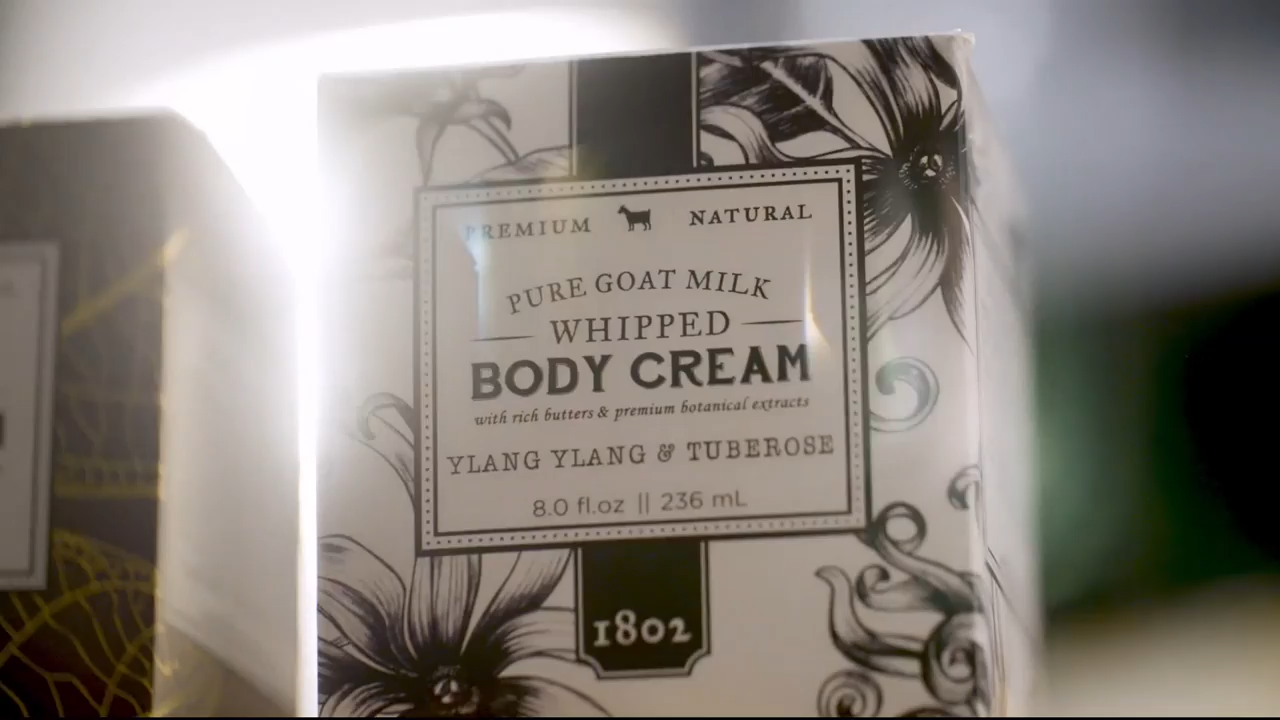 PREMIUM NATURAL
PURE GOAT MILK
WHIPPED
BODY CREAM
with rich butters & premium botanical extracts
YLANG YLANG & TUBEROSE
8.0 fl.oz || 236 mL
1802